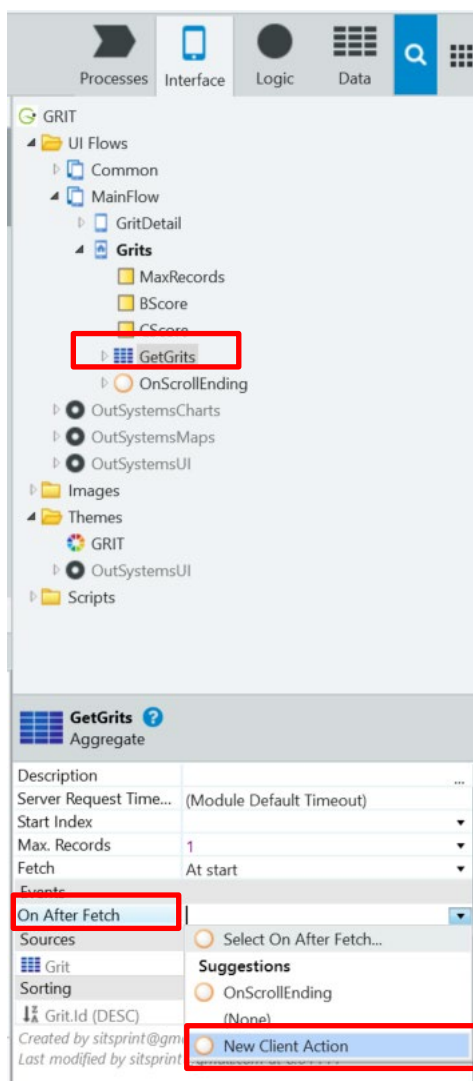 Processes Interface Logic Data
GRIT
UI Flows
Common
MainFlow
GritDetail
Grits
MaxRecords
BScore
CScore
GetGrits
OnScrollEnding
OutSystemsCharts
OutSystemsMaps
OutSystemsUI
Images
Themes
GRIT
OutSystemsUI
Scripts
GetGrits ?
Aggregate
Description ...
Server Request Time... (Module Default Timeout)
Start Index
Max. Records 1
Fetch At start
Events
On After Fetch
Sources Select On After Fetch...
Grit Suggestions
Sorting OnScrollEnding
Grit.Id (DESC) (None)
Created by sitsprint@gm
New Client Action
Last modified by sitsprint